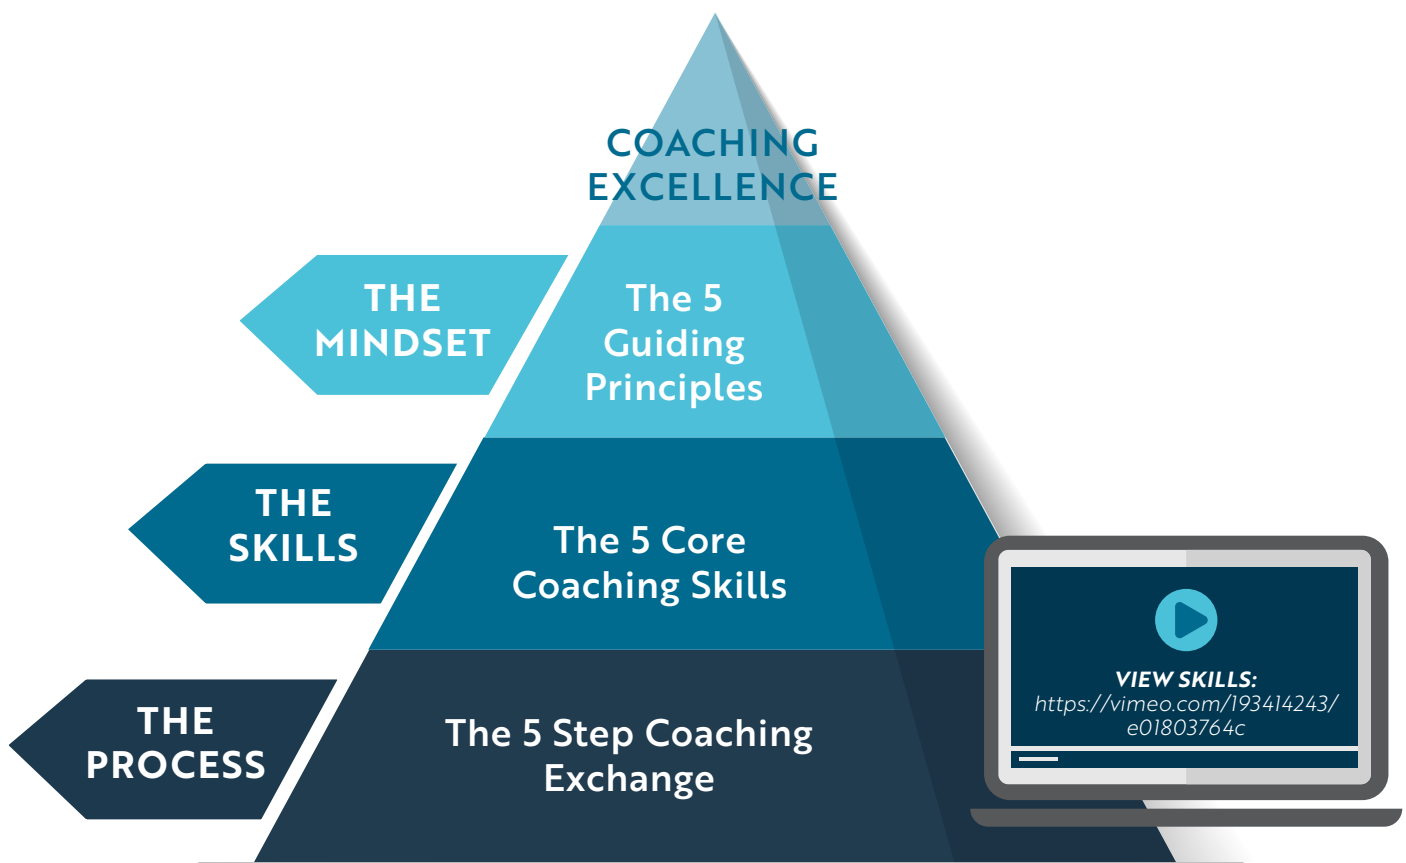 COACHING
EXCELLENCE
THE
MINDSET
The 5
Guiding
Principles
THE
SKILLS
The 5 Core
Coaching Skills
THE
PROCESS
The 5 Step Coaching
Exchange
VIEW SKILLS:
https://vimeo.com/193414243/
e01803764c